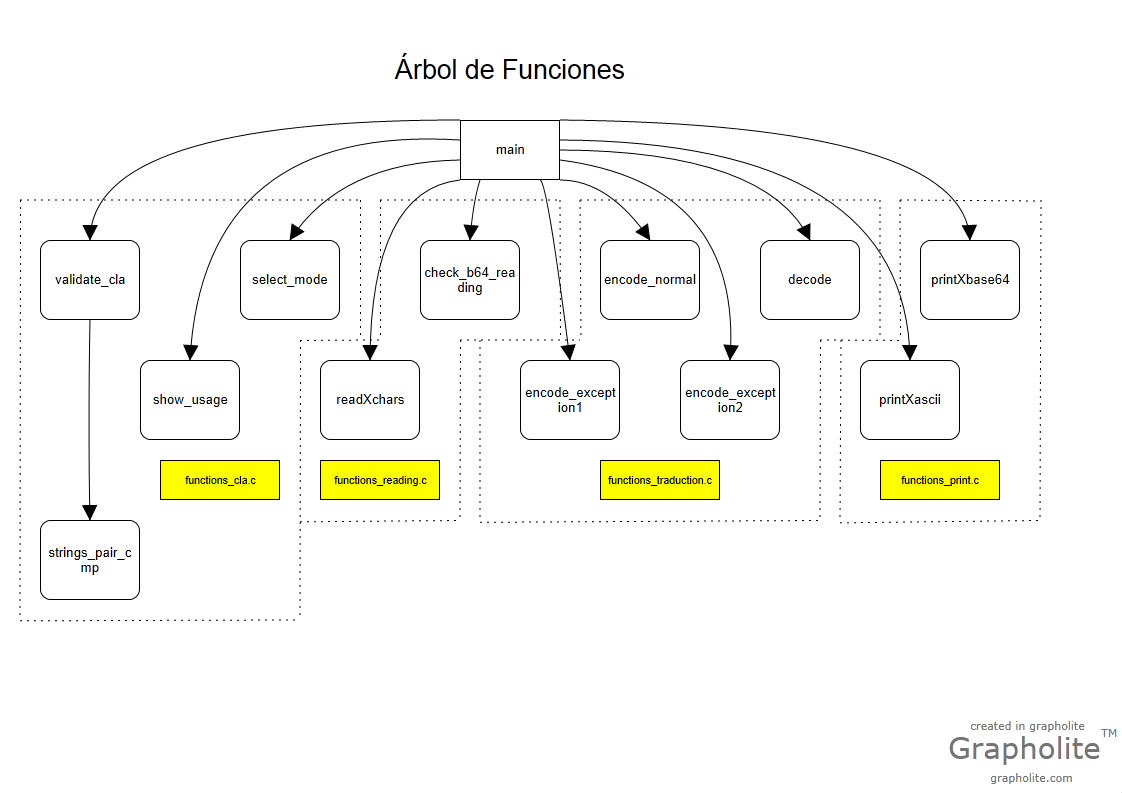 Árbol de Funciones
main
validate_cla
select_mode
check_b64_rea
ding
encode_normal
decode
printXbase64
show_usage
readXchars
encode_except
ion1
encode_except
ion2
printXascii
functions_cla.c
functions_reading.c
functions_traduction.c
functions_print.c
strings_pair_c
mp
created in grapholite
Grapholite™
grapholite.com